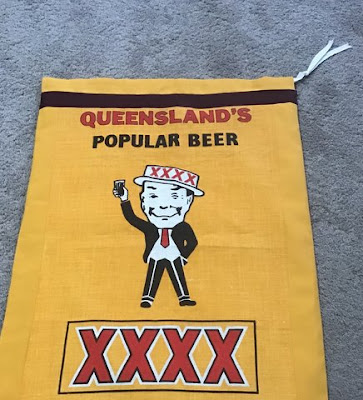 QUEENSLAND'S
POPULAR BEER
XXXX
XXXX